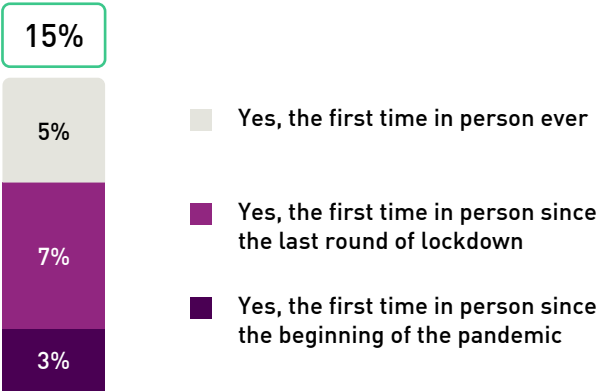 15%
5%
Yes, the first time in person ever
7%
Yes, the first time in person since
the last round of lockdown
3%
Yes, the first time in person since
the beginning of the pandemic